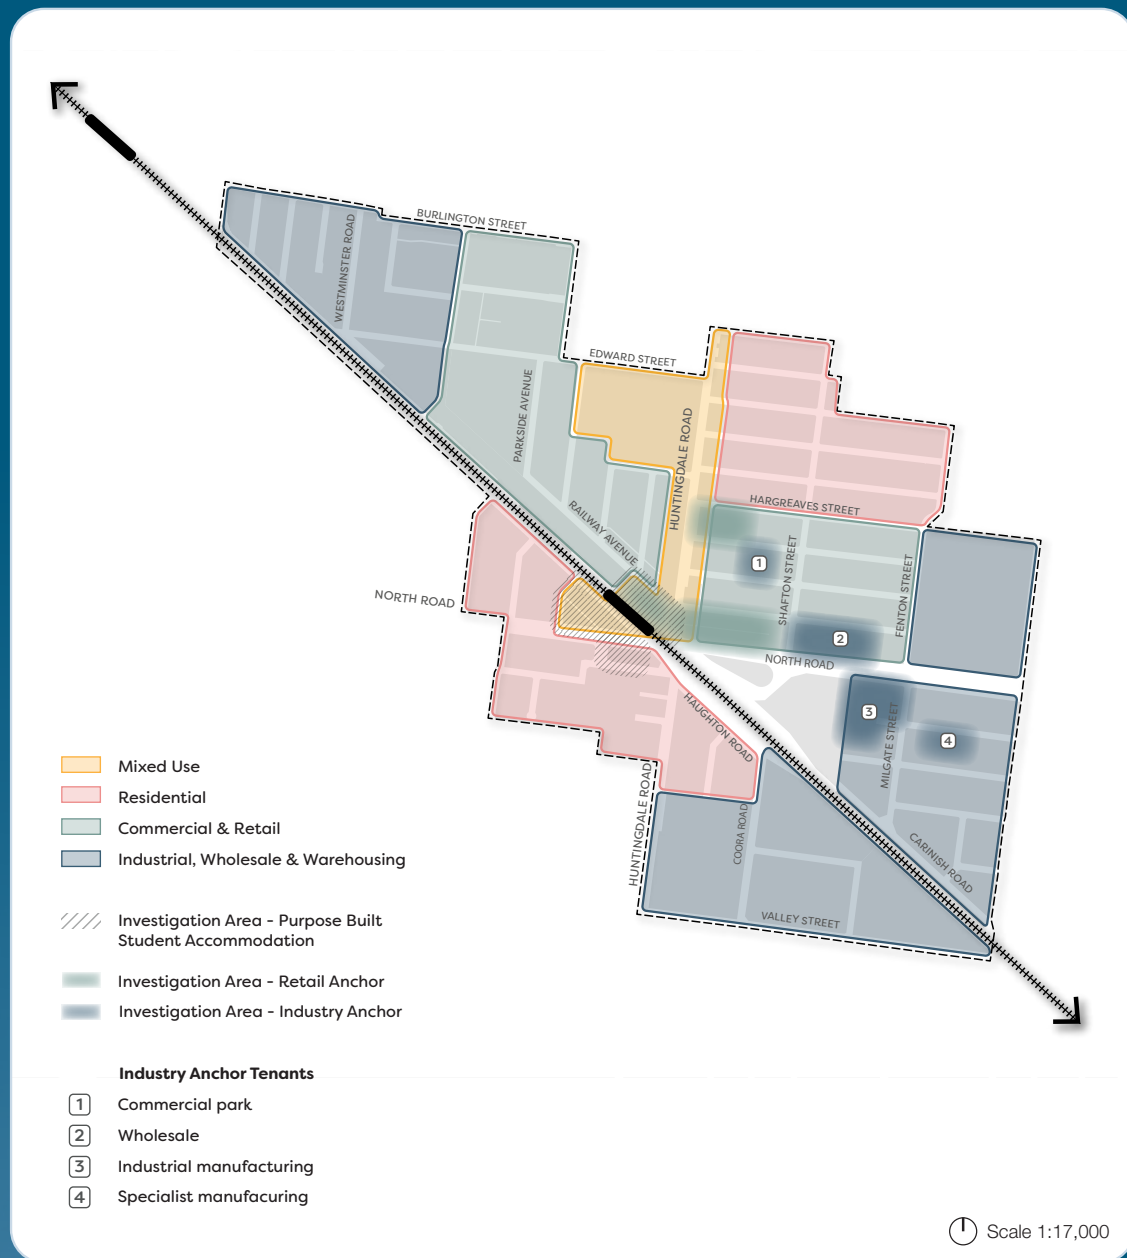 BURLINGTON STREET
WESTMINSTER ROAD
EDWARD STREET
PARKSIDE AVENUE
HUNTINGDALE ROAD
HARGREAVES STREET
RAILWAY AVENUE
SHAFTON STREET
FENTON STREET
1
NORTH ROAD
2
NORTH ROAD
HAUGHTON ROAD
3
MILGATE STREET
4
HUNTINGDALE ROAD
COORA ROAD
CARINISH ROAD
VALLEY STREET
Mixed Use
Residential
Commercial & Retail
Industrial, Wholesale & Warehousing
Investigation Area - Purpose Built
Student Accommodation
Investigation Area - Retail Anchor
Investigation Area - Industry Anchor
Industry Anchor Tenants
1 Commercial park
2 Wholesale
3 Industrial manufacturing
4 Specialist manufacuring
Scale 1:17,000